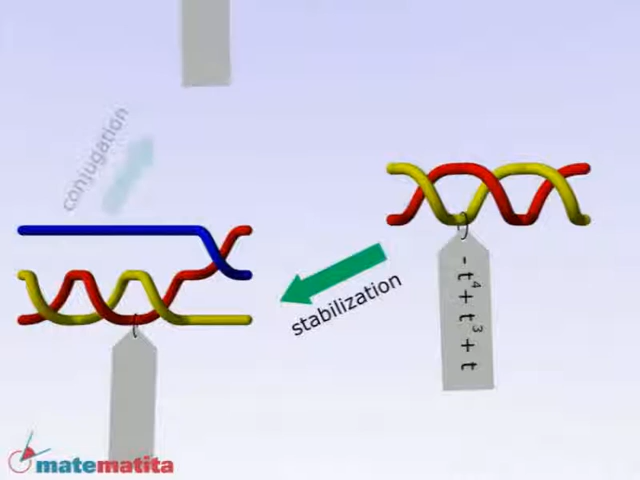 conjugation
stabilization
- t⁴ + t³ + t
matematita